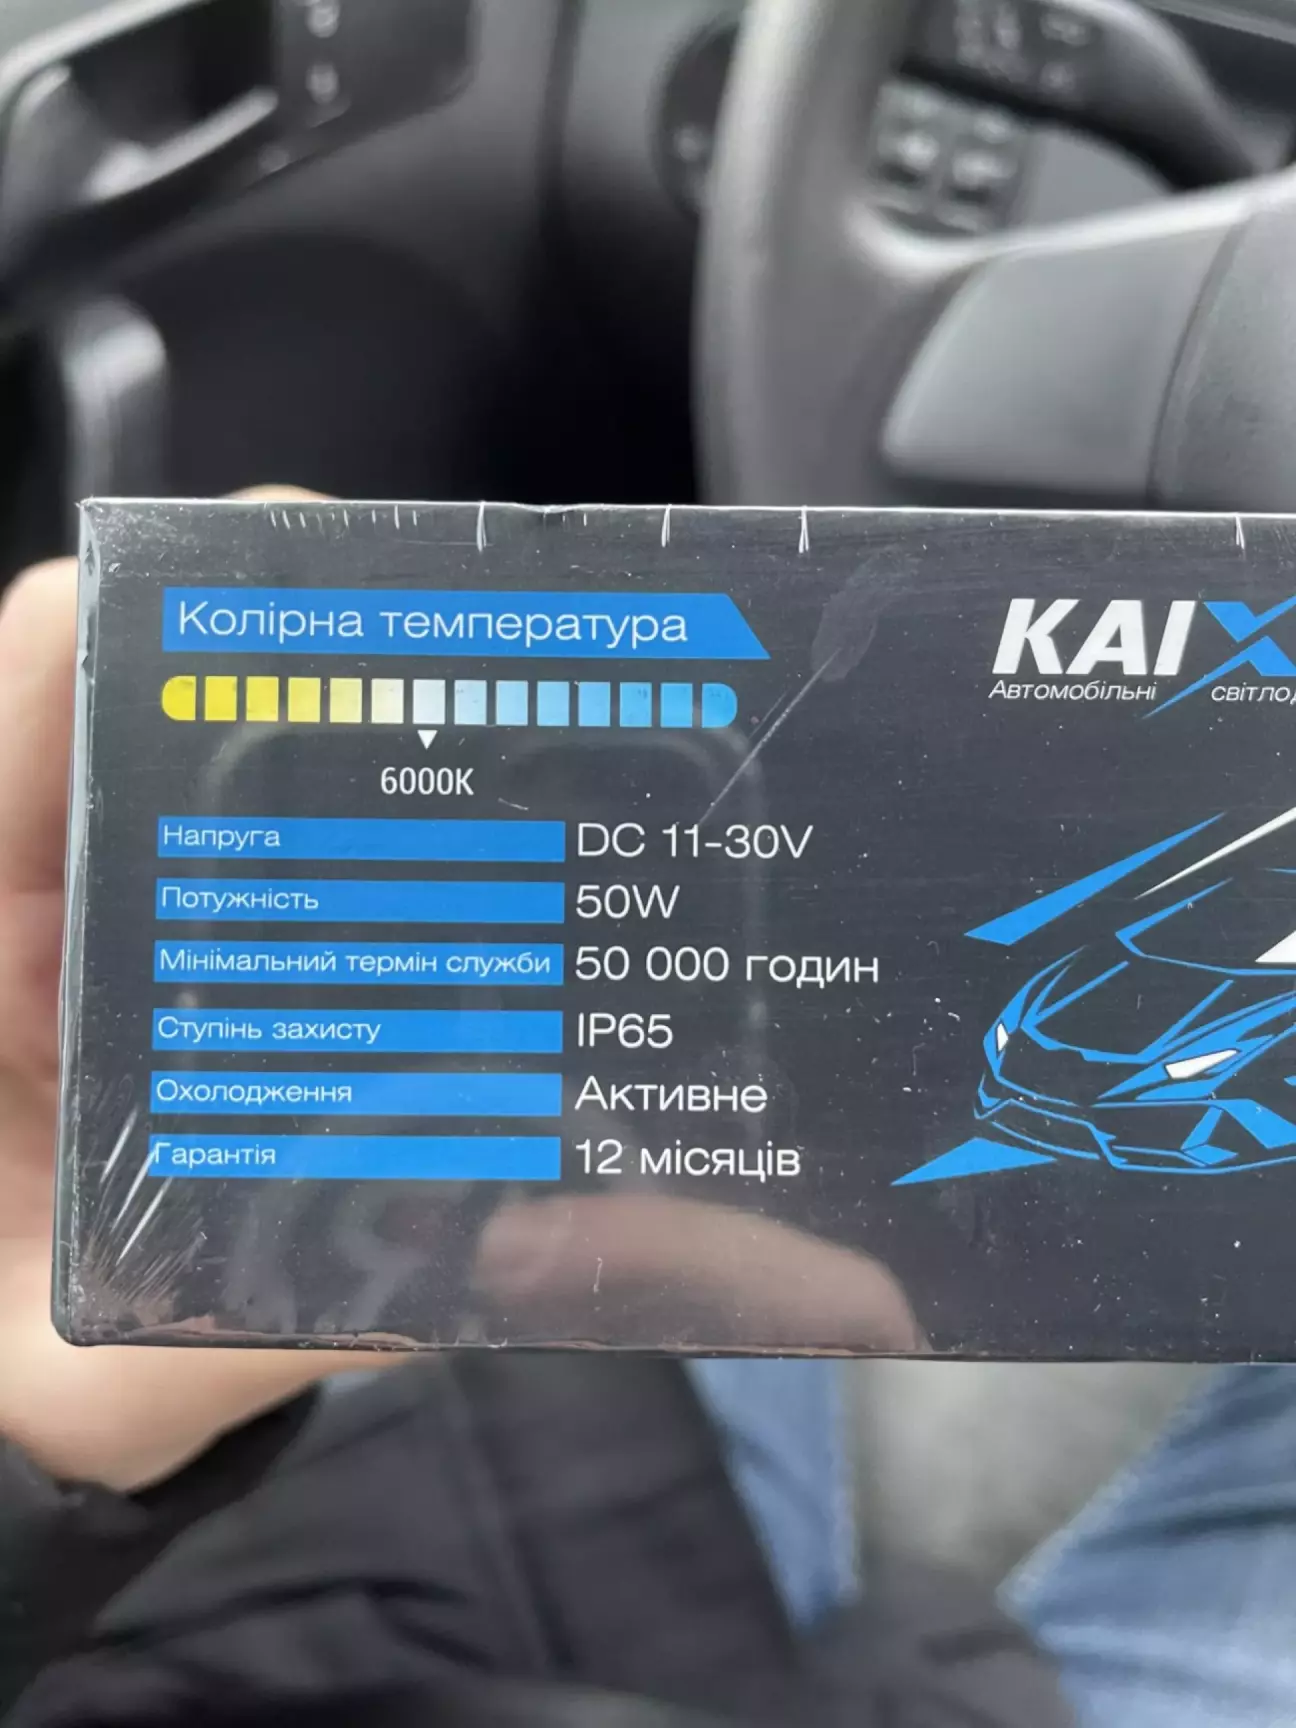 Колірна температура
KAIX
Автомобільні
6000K
Напруга DC 11-30V
Потужність 50W
Мінімальний термін служби 50 000 годин
Ступінь захисту IP65
Охолодження Активне
Гарантія 12 місяців